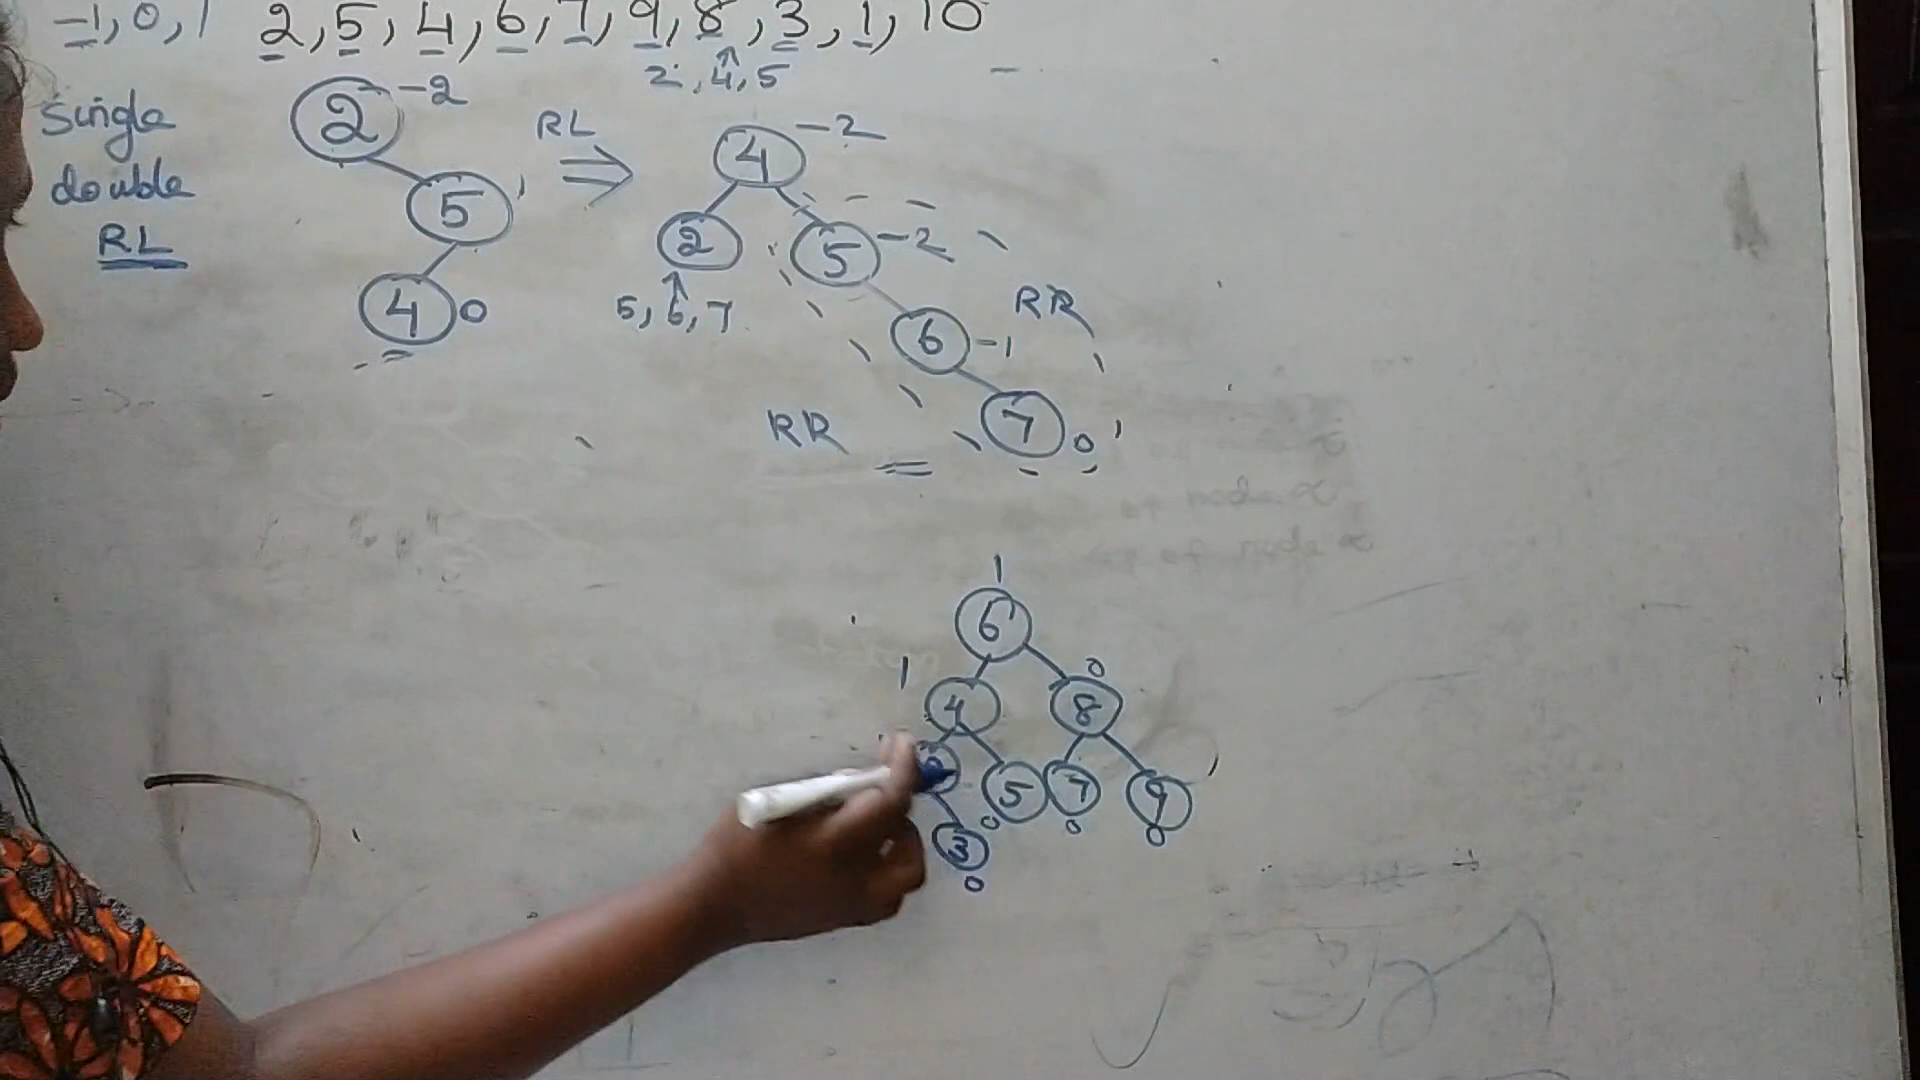 -1, 0, 1 2, 5, 4, 6, 7, 9, 8, 3, 1, 10
2, 4, 5
Single
double
RL
2 -2
5 1
4 0
RL
⇒
4 -2
2
5 -2
6 -1
7 0
5, 6, 7
RR
RR
1
6
1
4
0
8
5
0
7
0
9
0
3
0